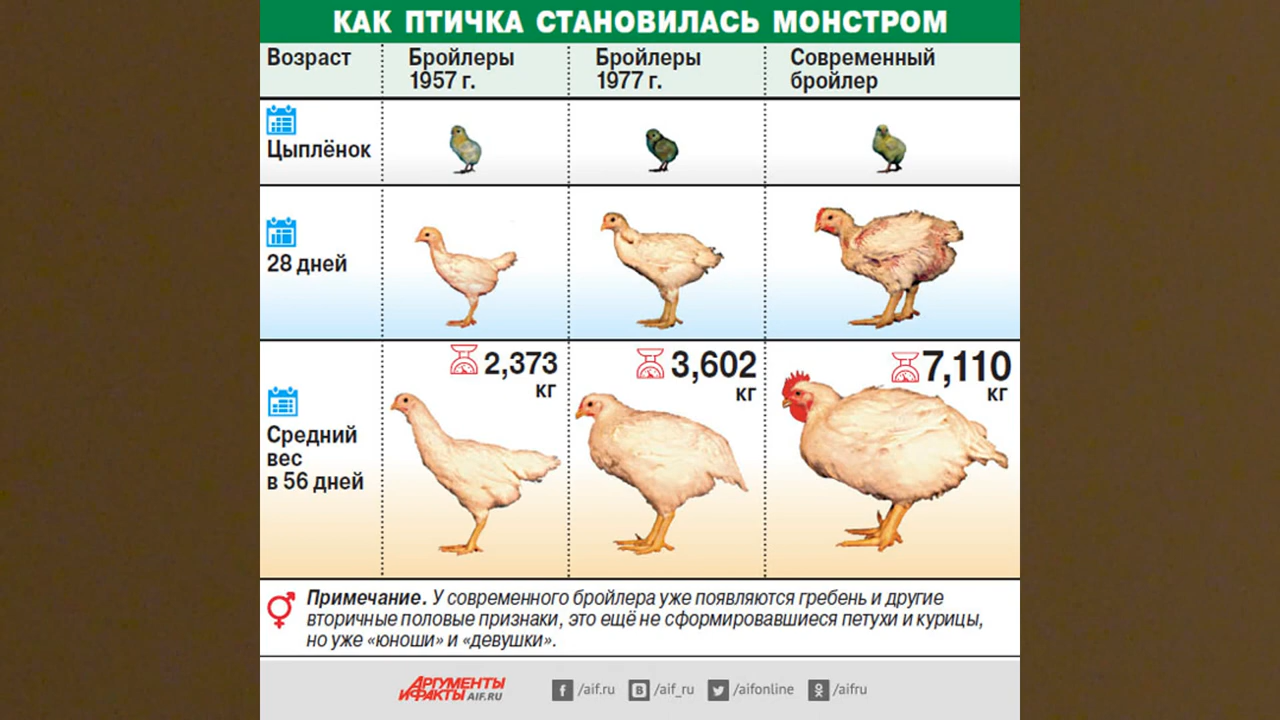 КАК ПТИЧКА СТАНОВИЛАСЬ МОНСТРОМ
Возраст
Бройлеры
1957 г.
Бройлеры
1977 г.
Современный
бройлер
Цыплёнок
28 дней
Средний
вес
в 56 дней
2,373
кг
3,602
кг
7,110
кг
Примечание. У современного бройлера уже появляются гребень и другие
вторичные половые признаки, это ещё не сформировавшиеся петухи и курицы,
но уже «юноши» и «девушки».
АРГУМЕНТЫ
И ФАКТЫ AIF.RU
/aif.ru
/aif_ru
/aifonline
/aifru